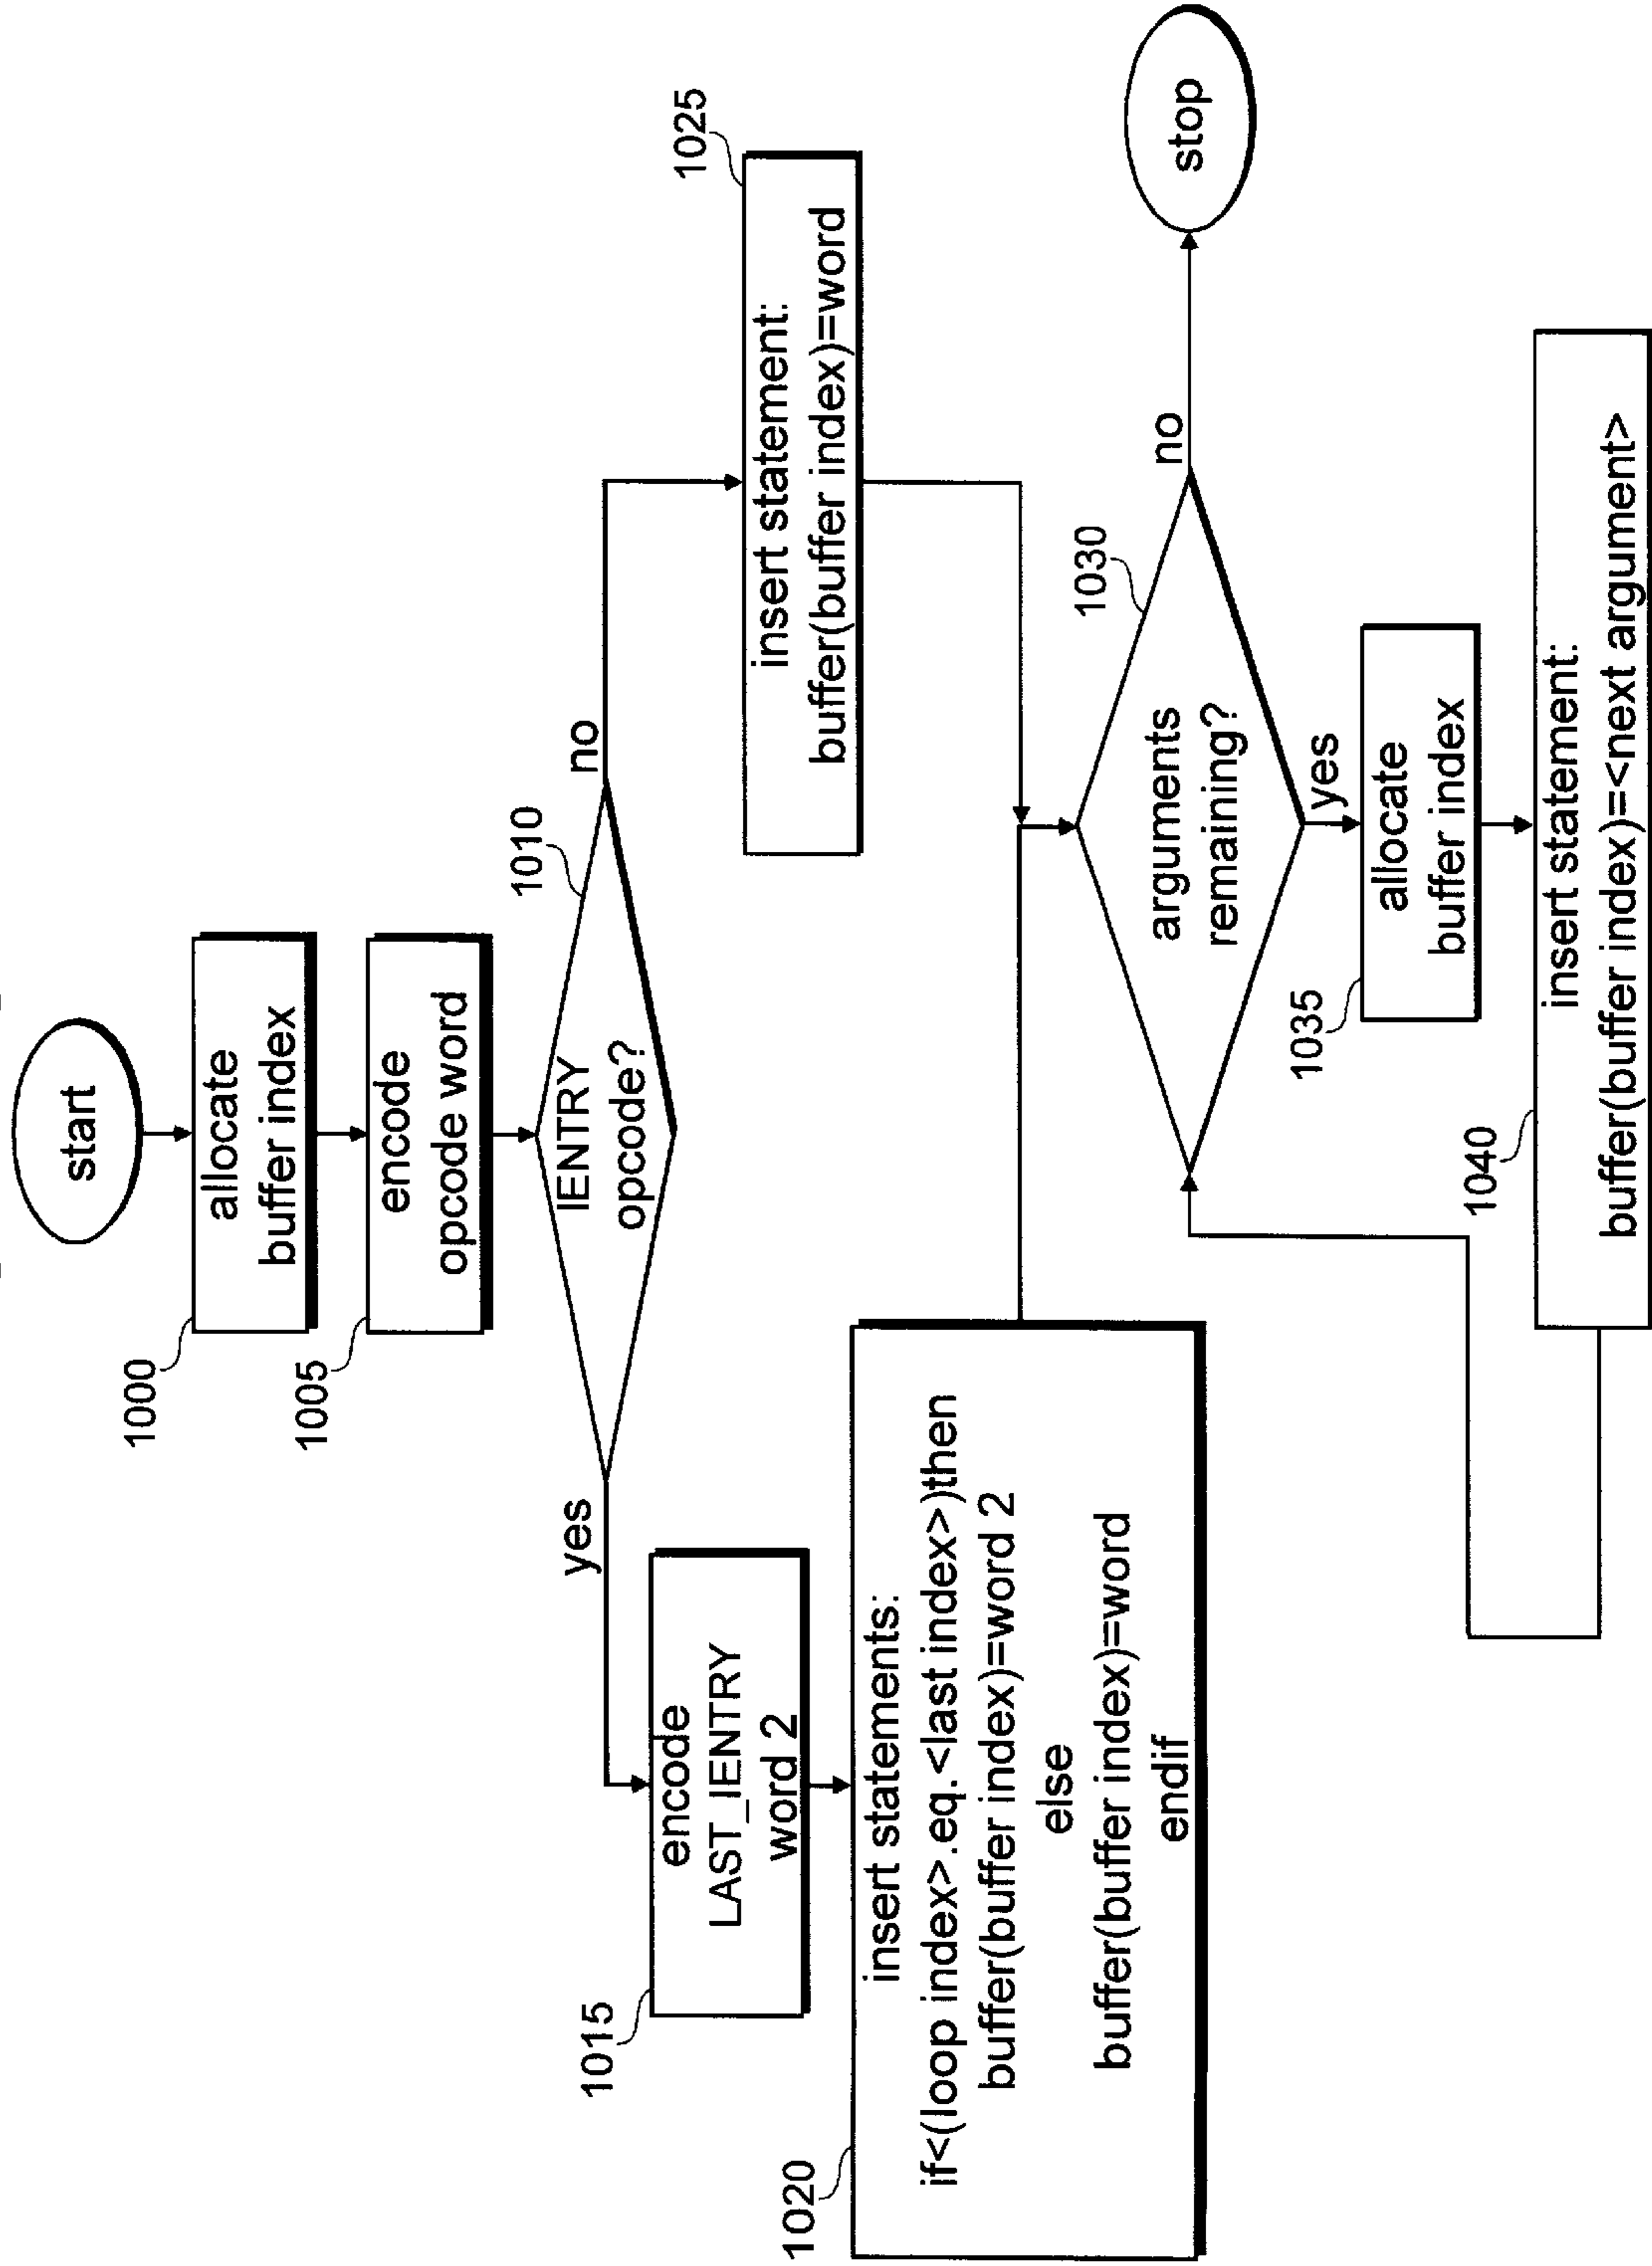 start
1000
allocate
buffer index
1005
encode
opcode word
1010
IENTRY
opcode?
yes
no
1015
encode
LAST_IENTRY
word 2
1025
insert statement:
buffer(buffer index)=word
1020
insert statements:
if<(loop index>.eq.<last index>)then
buffer(buffer index)=word 2
else
buffer(buffer index)=word
endif
1030
arguments
remaining?
no
stop
yes
1035
allocate
buffer index
1040
insert statement:
buffer(buffer index)=<next argument>